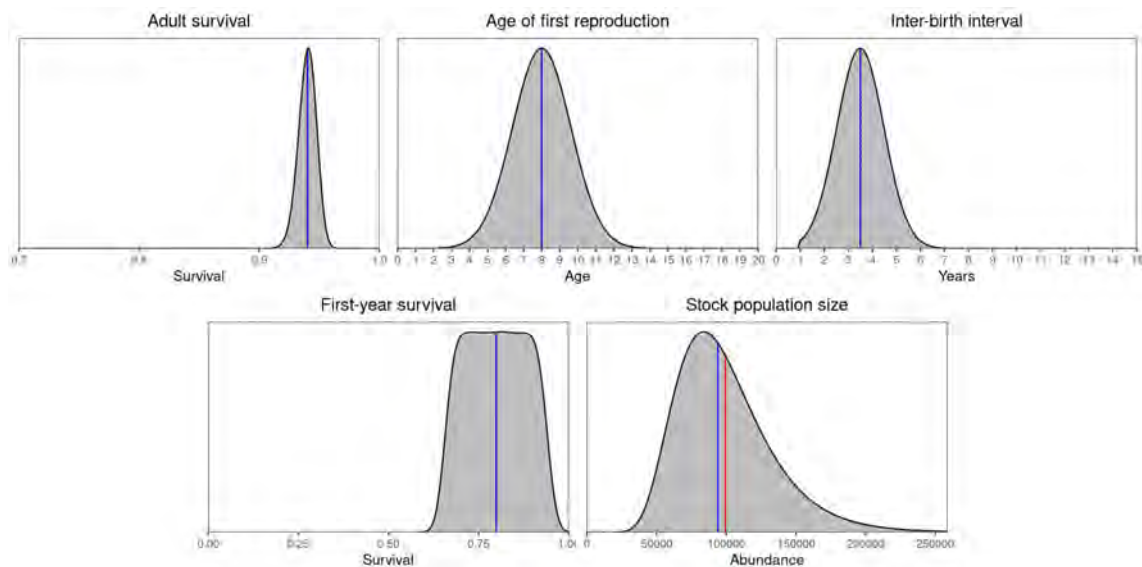 Adult survival Age of first reproduction Inter-birth interval
0.7 0.8 0.9 1.0 0 1 2 3 4 5 6 7 8 9 10 11 12 13 14 15 16 17 18 19 20 0 1 2 3 4 5 6 7 8 9 10 11 12 13 14 15
Survival Age Years
First-year survival Stock population size
0.00 0.25 0.50 0.75 1.0 0 50000 100000 150000 200000 250000
Survival Abundance